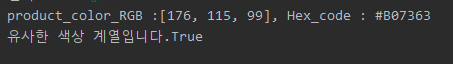 product_color_RGB :[176, 115, 99], Hex_code : #B07363
유사한 색상 계열입니다.True